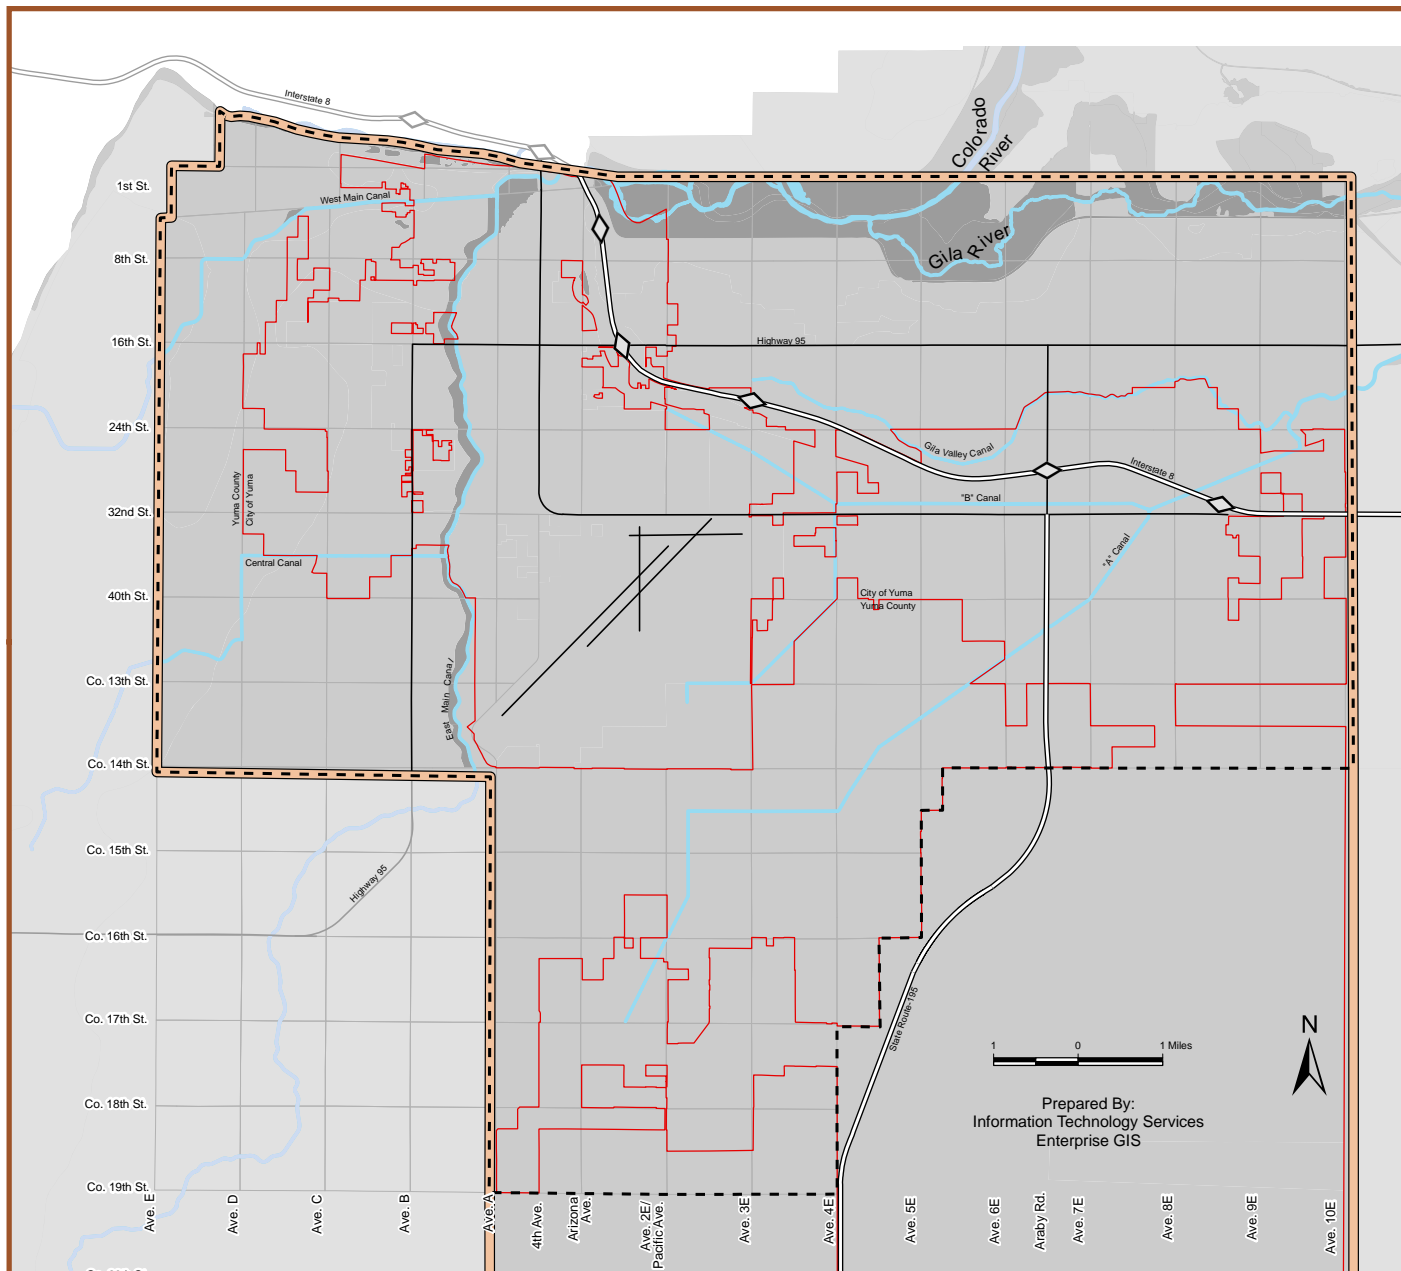 Interstate 8
Colorado
River
1st St.
West Main Canal
Gila River
8th St.
16th St.
Highway 95
24th St.
Gila Valley Canal
Interstate 8
Yuma County
City of Yuma
"B" Canal
32nd St.
"A" Canal
Central Canal
40th St.
City of Yuma
Yuma County
Co. 13th St.
East Main Canal
Co. 14th St.
Co. 15th St.
Highway 95
Co. 16th St.
Co. 17th St.
State Route-195
N
1 0 1 Miles
Co. 18th St.
Prepared By:
Information Technology Services
Enterprise GIS
Co. 19th St.
Ave. E
Ave. D
Ave. C
Ave. B
Ave. A
4th Ave.
Arizona
Ave.
Ave. 2E/
Pacific Ave.
Ave. 3E
Ave. 4E
Ave. 5E
Ave. 6E
Araby Rd.
Ave. 7E
Ave. 8E
Ave. 9E
Ave. 10E